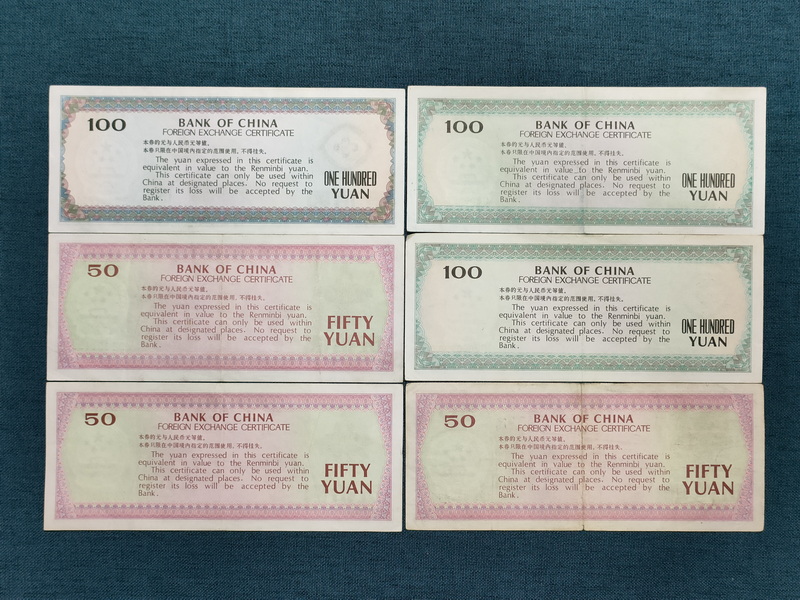 100
BANK OF CHINA
FOREIGN EXCHANGE CERTIFICATE
本券的元与人民币元等值。
本券只限在中国境内指定的范围使用，不得挂失。
The yuan expressed in this certificate is
equivalent in value to the Renminbi yuan.
This certificate can only be used within
China at designated places. No request to
register its loss will be accepted by the
Bank.
ONE HUNDRED
YUAN
100
BANK OF CHINA
FOREIGN EXCHANGE CERTIFICATE
本券的元与人民币元等值。
本券只限在中国境内指定的范围使用，不得挂失。
The yuan expressed in this certificate is
equivalent in value to the Renminbi yuan.
This certificate can only be used within
China at designated places. No request to
register its loss will be accepted by the
Bank.
ONE HUNDRED
YUAN
50
BANK OF CHINA
FOREIGN EXCHANGE CERTIFICATE
本券的元与人民币元等值。
本券只限在中国境内指定的范围使用，不得挂失。
The yuan expressed in this certificate is
equivalent in value to the Renminbi yuan.
This certificate can only be used within
China at designated places. No request to
register its loss will be accepted by the
Bank.
FIFTY
YUAN
100
BANK OF CHINA
FOREIGN EXCHANGE CERTIFICATE
本券的元与人民币元等值。
本券只限在中国境内指定的范围使用，不得挂失。
The yuan expressed in this certificate is
equivalent in value to the Renminbi yuan.
This certificate can only be used within
China at designated places. No request to
register its loss will be accepted by the
Bank.
ONE HUNDRED
YUAN
50
BANK OF CHINA
FOREIGN EXCHANGE CERTIFICATE
本券的元与人民币元等值。
本券只限在中国境内指定的范围使用，不得挂失。
The yuan expressed in this certificate is
equivalent in value to the Renminbi yuan.
This certificate can only be used within
China at designated places. No request to
register its loss will be accepted by the
Bank.
FIFTY
YUAN
50
BANK OF CHINA
FOREIGN EXCHANGE CERTIFICATE
本券的元与人民币元等值。
本券只限在中国境内指定的范围使用，不得挂失。
The yuan expressed in this certificate is
equivalent in value to the Renminbi yuan.
This certificate can only be used within
China at designated places. No request to
register its loss will be accepted by the
Bank.
FIFTY
YUAN